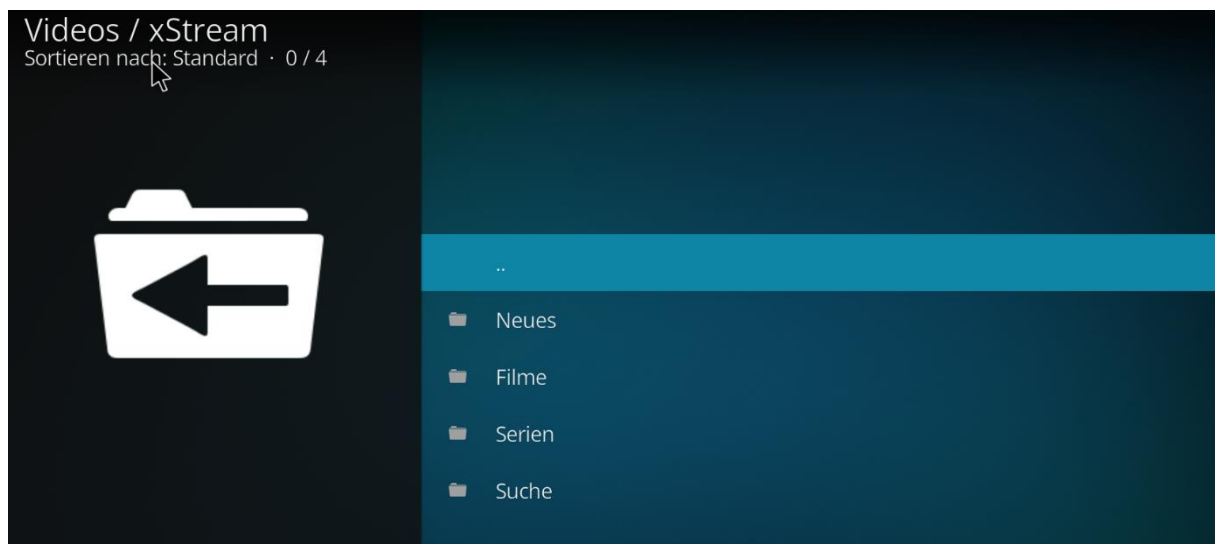 Videos / xStream
Sortieren nach: Standard · 0 / 4
..
Neues
Filme
Serien
Suche